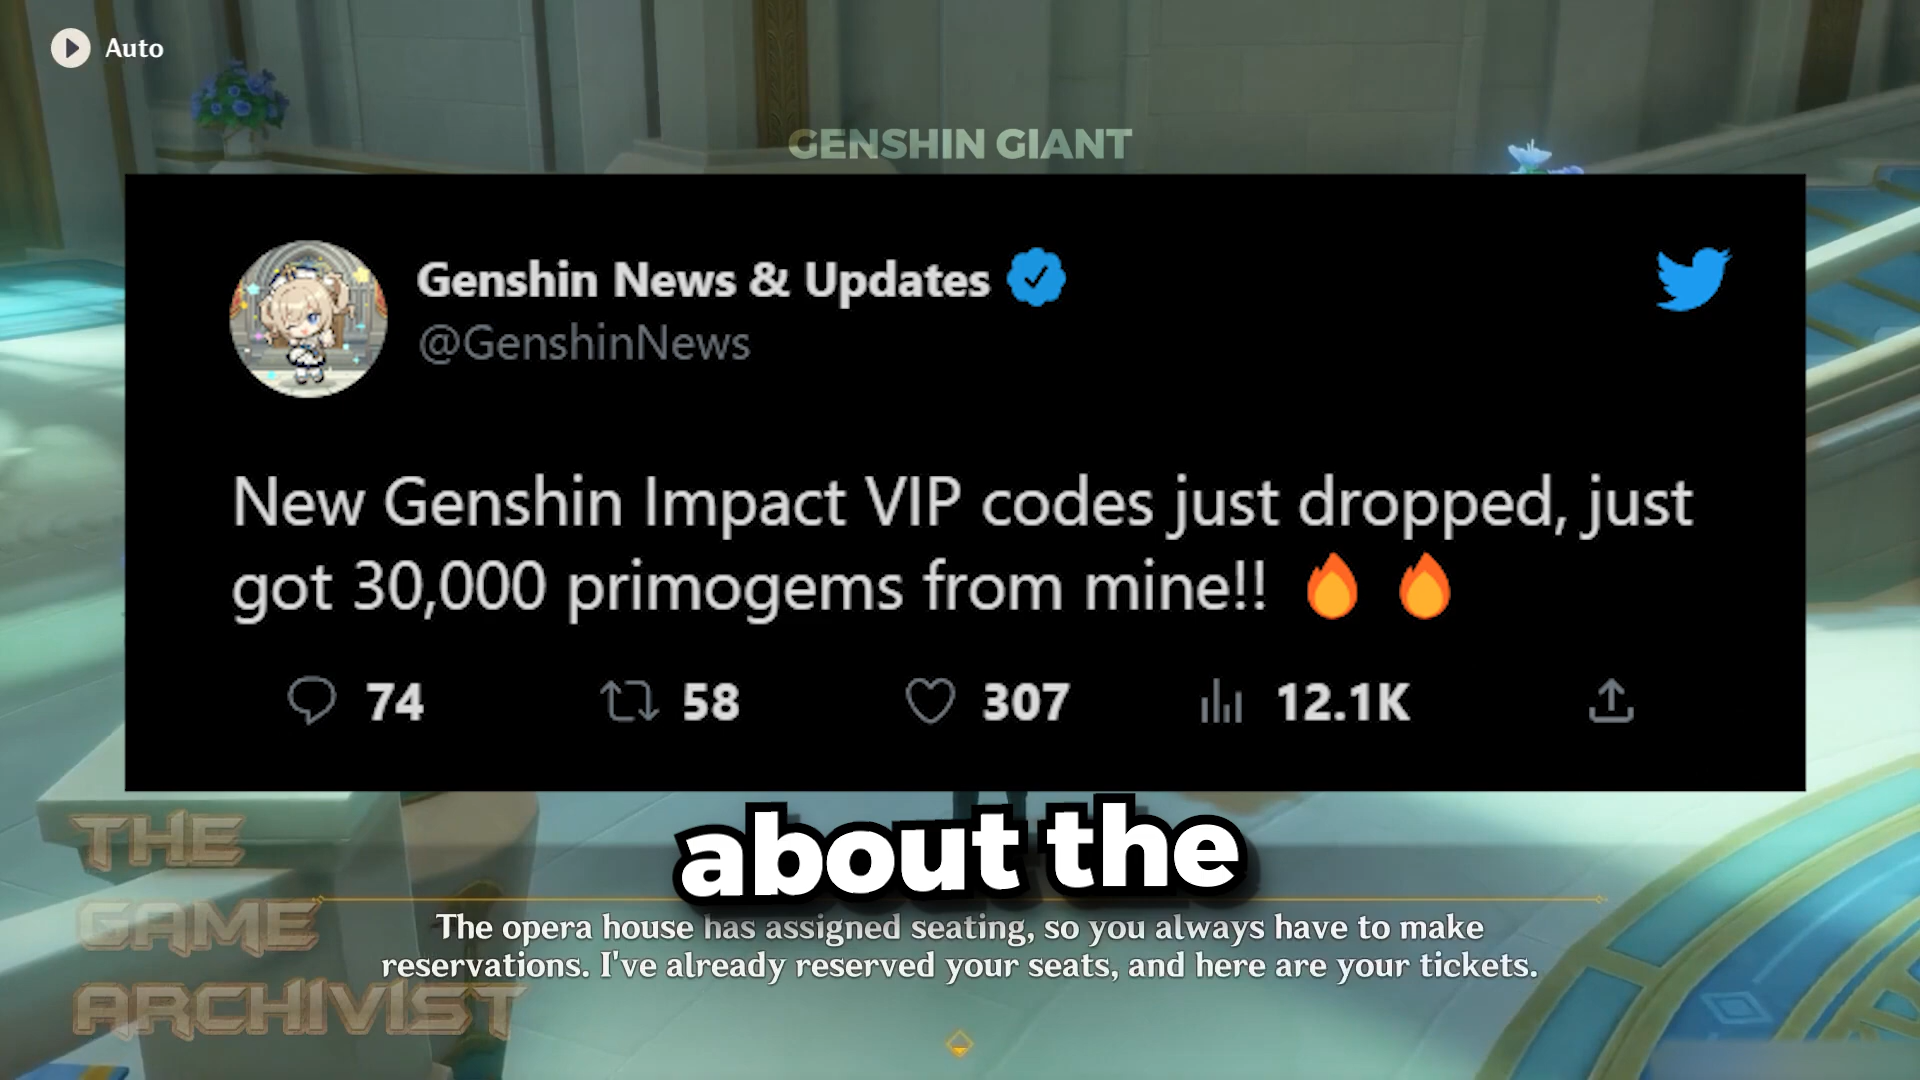 Auto
GENSHIN GIANT
Genshin News & Updates
@GenshinNews
New Genshin Impact VIP codes just dropped, just
got 30,000 primogems from mine!! 🔥 🔥
74
58
307
12.1K
about the
THE
GAME
ARCHIVIST
The opera house has assigned seating, so you always have to make
reservations. I've already reserved your seats, and here are your tickets.